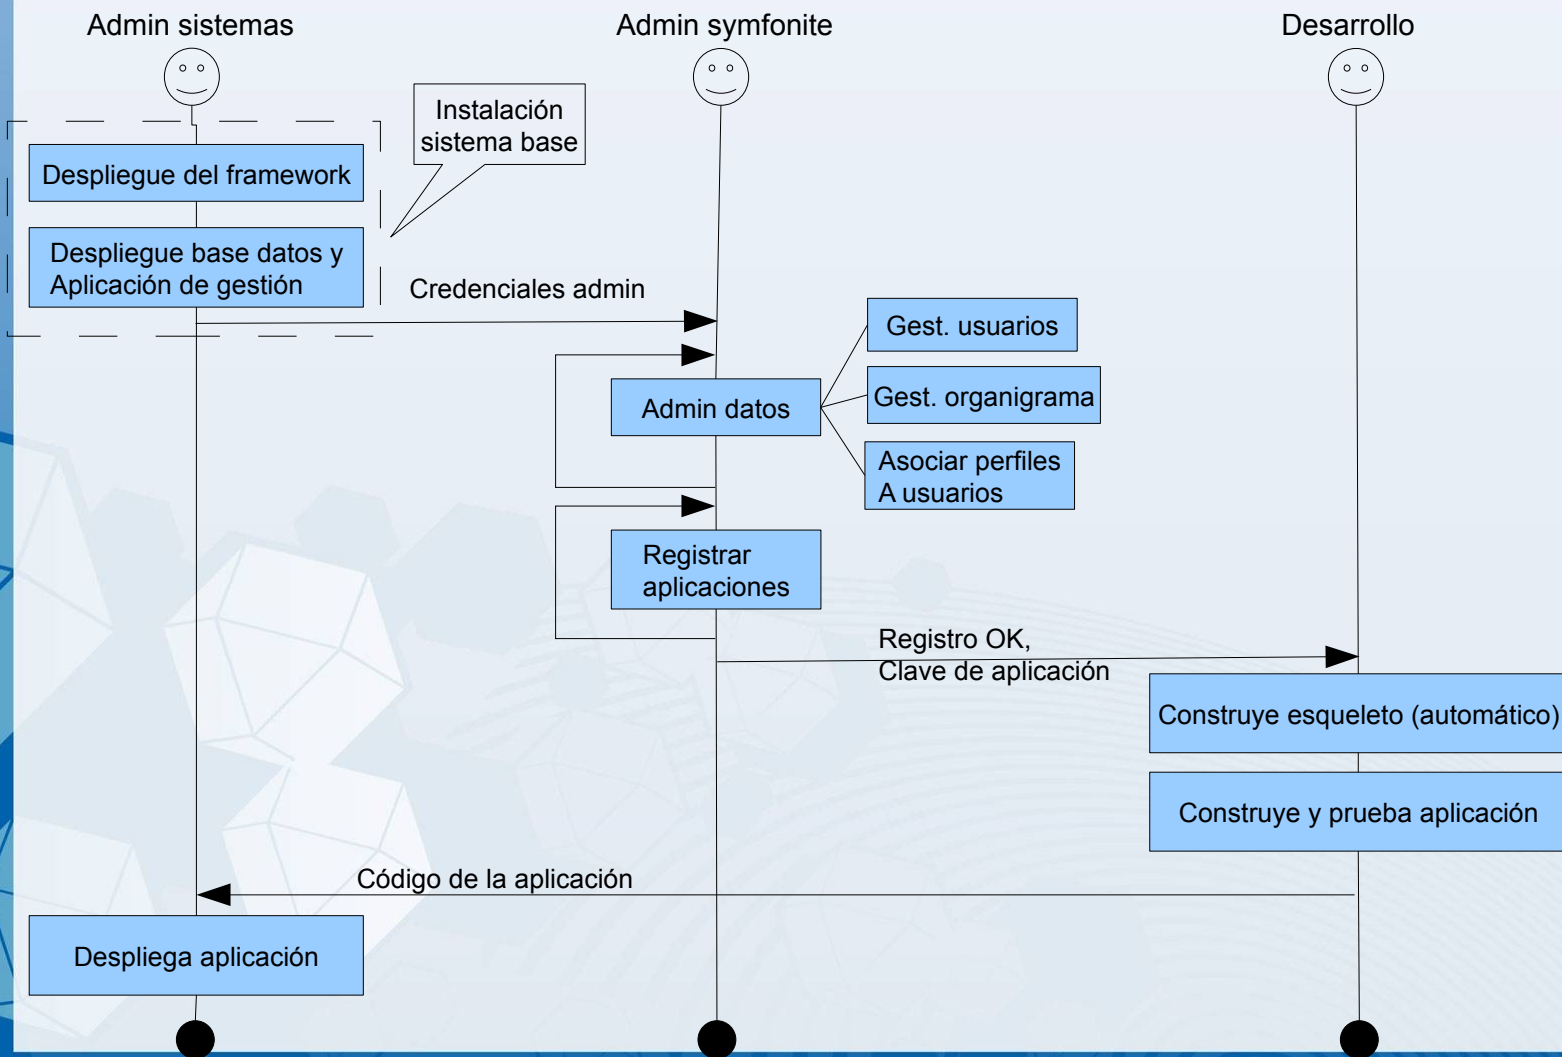 Admin sistemas
Admin symfonite
Desarrollo
Instalación
sistema base
Despliegue del framework
Despliegue base datos y
Aplicación de gestión
Credenciales admin
Gest. usuarios
Admin datos
Gest. organigrama
Asociar perfiles
A usuarios
Registrar
aplicaciones
Registro OK,
Clave de aplicación
Construye esqueleto (automático)
Construye y prueba aplicación
Código de la aplicación
Despliega aplicación